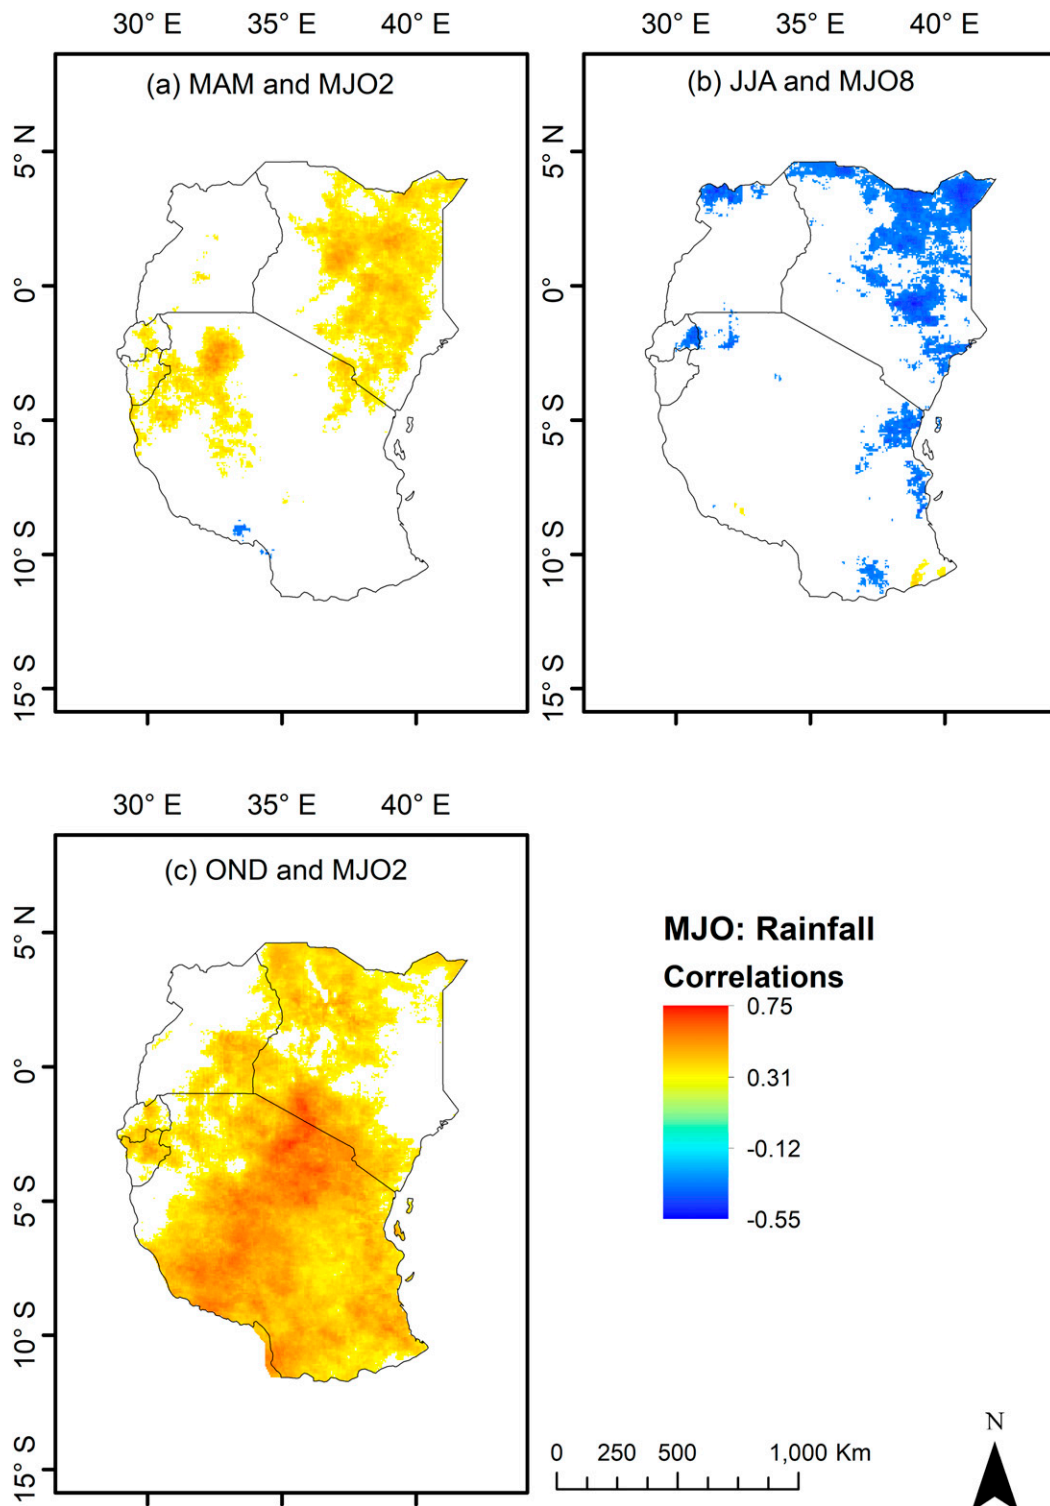 30° E 35° E 40° E 30° E 35° E 40° E
(a) MAM and MJO2
(b) JJA and MJO8
5° N
0°
5° S
10° S
15° S
5° N
0°
5° S
10° S
15° S
30° E 35° E 40° E
(c) OND and MJO2
5° N
0°
5° S
10° S
15° S
MJO: Rainfall
Correlations
0.75
0.31
-0.12
-0.55
N
0 250 500 1,000 Km